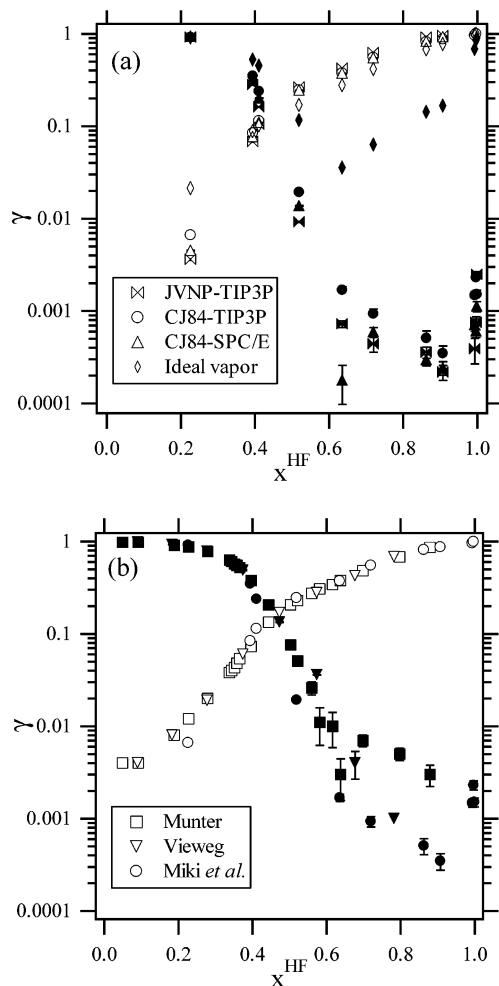 (a)
1
0.1
0.01
0.001
0.0001
γ
JVNP-TIP3P
CJ84-TIP3P
CJ84-SPC/E
Ideal vapor
0.0 0.2 0.4 0.6 0.8 1.0
x^HF
(b)
1
0.1
0.01
0.001
0.0001
γ
Munter
Vieweg
Miki et al.
0.0 0.2 0.4 0.6 0.8 1.0
x^HF